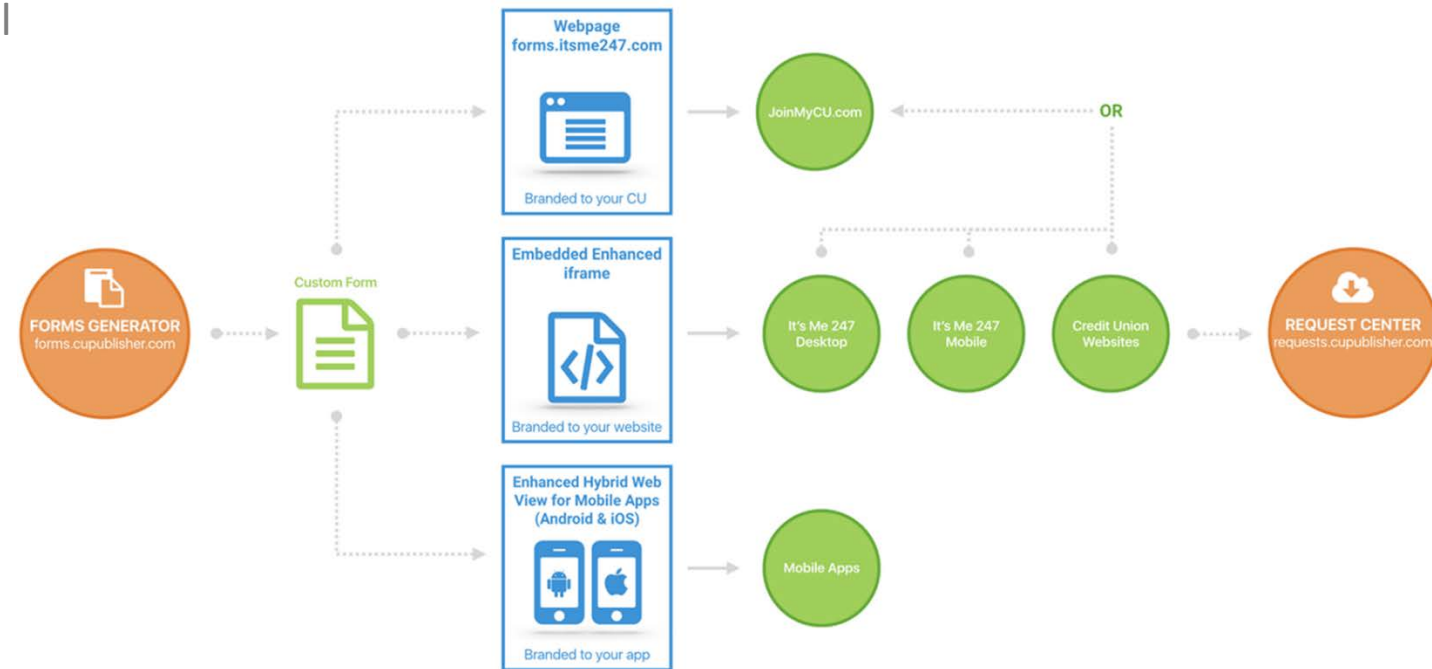 Webpage
forms.itsme247.com
Branded to your CU
JoinMyCU.com
OR
FORMS GENERATOR
forms.cupublisher.com
Custom Form
Embedded Enhanced
iframe
</>
Branded to your website
It's Me 247
Desktop
It's Me 247
Mobile
Credit Union
Websites
REQUEST CENTER
requests.cupublisher.com
Enhanced Hybrid Web
View for Mobile Apps
(Android & iOS)
Branded to your app
Mobile Apps